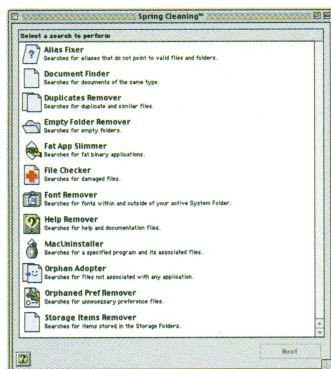 Spring Cleaning™
Select a search to perform
Alias Fixer
Searches for aliases that do not point to valid files and folders.
Document Finder
Searches for documents of the same type.
Duplicates Remover
Searches for duplicate and similar files.
Empty Folder Remover
Searches for empty folders.
Fat App Slimmer
Searches for fat binary applications.
File Checker
Searches for damaged files.
Font Remover
Searches for fonts within and outside of your active System Folder.
Help Remover
Searches for help and documentation files.
MacUninstaller
Searches for a specified program and its associated files.
Orphan Adopter
Searches for files not associated with any application.
Orphaned Pref Remover
Searches for unnecessary preference files.
Storage Items Remover
Searches for items stored in the Storage Folders.
Next